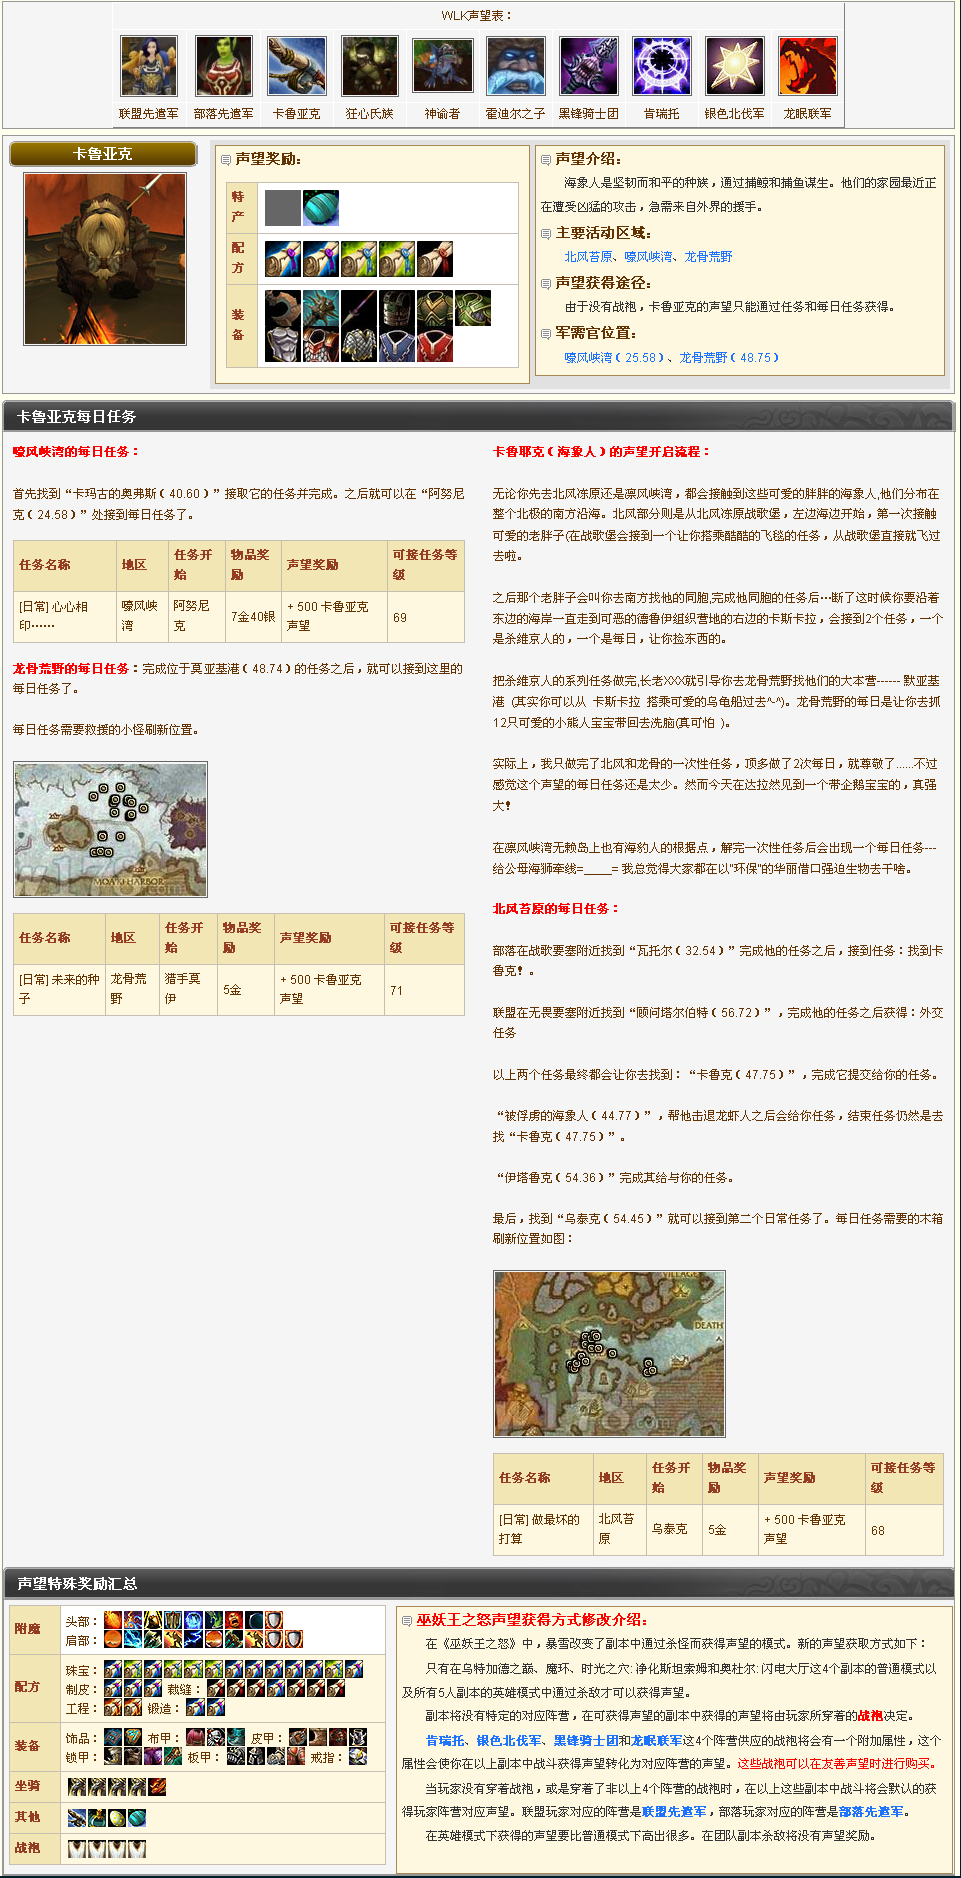 WLK声望表：
联盟先遣军 部落先遣军 卡鲁亚克 狂心氏族 神谕者 霍迪尔之子 黑锋骑士团 肯瑞托 银色北伐军 龙眠联军
卡鲁亚克
声望奖励:
特产
配方
装备
声望介绍:
海象人是坚韧而和平的种族，通过捕鲸和捕鱼谋生。他们的家园最近正
在遭受凶猛的攻击，急需来自外界的援手。
主要活动区域:
北风苔原、嚎风峡湾、龙骨荒野
声望获得途径:
由于没有战袍，卡鲁亚克的声望只能通过任务和每日任务获得。
军需官位置:
嚎风峡湾（25.58）、龙骨荒野（48.75）
卡鲁亚克每日任务
嚎风峡湾的每日任务：
首先找到“卡玛古的奥弗斯（40.60）”接取它的任务并完成。之后就可以在“阿努尼
克（24.58）”处接到每日任务了。
任务名称 地区 任务开始 物品奖励 声望奖励 可接任务等级
[日常] 心心相印…… 嚎风峡湾 阿努尼克 7金40银 + 500 卡鲁亚克声望 69
龙骨荒野的每日任务：完成位于莫亚基港（48.74）的任务之后，就可以接到这里的
每日任务了。
每日任务需要救援的小怪刷新位置。
MOA'KI HARBOR
任务名称 地区 任务开始 物品奖励 声望奖励 可接任务等级
[日常] 未来的种子 龙骨荒野 猎手莫伊 5金 + 500 卡鲁亚克声望 71
卡鲁耶克（海象人）的声望开启流程：
无论你先去北风冻原还是凛风峡湾，都会接触到这些可爱的胖胖的海象人,他们分布在
整个北极的南方沿海。北风部分则是从北风冻原战歌堡，左边海边开始，第一次接触
可爱的老胖子(在战歌堡会接到一个让你搭乘酷酷的飞毯的任务，从战歌堡直接就飞过
去啦。
之后那个老胖子会叫你去南方找他的同胞,完成他同胞的任务后…断了这时候你要沿着
东边的海岸一直走到可恶的德鲁伊组织营地的右边的卡斯卡拉，会接到2个任务，一个
是杀维京人的，一个是每日，让你捡东西的。
把杀维京人的系列任务做完,长老XXX就引导你去龙骨荒野找他们的大本营------ 默亚基
港 (其实你可以从 卡斯卡拉 搭乘可爱的乌龟船过去^-^)。龙骨荒野的每日是让你去抓
12只可爱的小熊人宝宝带回去洗脑(真可怕 )。
实际上，我只做完了北风和龙骨的一次性任务，顶多做了2次每日，就尊敬了......不过
感觉这个声望的每日任务还是太少。然而今天在达拉然见到一个带企鹅宝宝的，真强
大！
在凛风峡湾无赖岛上也有海豹人的根据点，解完一次性任务后会出现一个每日任务---
给公母海狮牵线=_____= 我总觉得大家都在以"环保"的华丽借口强迫生物去干啥。
北风苔原的每日任务：
部落在战歌要塞附近找到“瓦托尔（32.54）”完成他的任务之后，接到任务：找到卡
鲁克！。
联盟在无畏要塞附近找到“顾问塔尔伯特（56.72）”，完成他的任务之后获得：外交
任务
以上两个任务最终都会让你去找到：“卡鲁克（47.75）”，完成它提交给你的任务。
“被俘虏的海象人（44.77）”，帮他击退龙虾人之后会给你任务，结束任务仍然是去
找“卡鲁克（47.75）”。
“伊塔鲁克（54.36）”完成其给与你的任务。
最后，找到“乌泰克（54.45）”就可以接到第二个日常任务了。每日任务需要的木箱
刷新位置如图：
VILLAGE
DEATH
任务名称 地区 任务开始 物品奖励 声望奖励 可接任务等级
[日常] 做最坏的打算 北风苔原 乌泰克 5金 + 500 卡鲁亚克声望 68
声望特殊奖励汇总
附魔 头部：
肩部：
配方 珠宝：
制皮： 裁缝：
工程： 锻造：
装备 饰品： 布甲： 皮甲：
锁甲： 板甲： 戒指：
坐骑
其他
战袍
巫妖王之怒声望获得方式修改介绍:
在《巫妖王之怒》中，暴雪改变了副本中通过杀怪而获得声望的模式。新的声望获取方式如下：
只有在乌特加德之巅、魔环、时光之穴: 净化斯坦索姆和奥杜尔: 闪电大厅这4个副本的普通模式以
及所有5人副本的英雄模式中通过杀敌才可以获得声望。
副本将没有特定的对应阵营，在可获得声望的副本中获得的声望将由玩家所穿着的战袍决定。
肯瑞托、银色北伐军、黑锋骑士团和龙眠联军这4个阵营供应的战袍将会有一个附加属性，这个
属性会使你在以上副本中战斗获得声望转化为对应阵营的声望。这些战袍可以在友善声望时进行购买。
当玩家没有穿着战袍，或是穿着了非以上4个阵营的战袍时，在以上这些副本中战斗将会默认的获
得玩家阵营对应声望。联盟玩家对应的阵营是联盟先遣军，部落玩家对应的阵营是部落先遣军。
在英雄模式下获得的声望要比普通模式下高出很多。在团队副本杀敌将没有声望奖励。